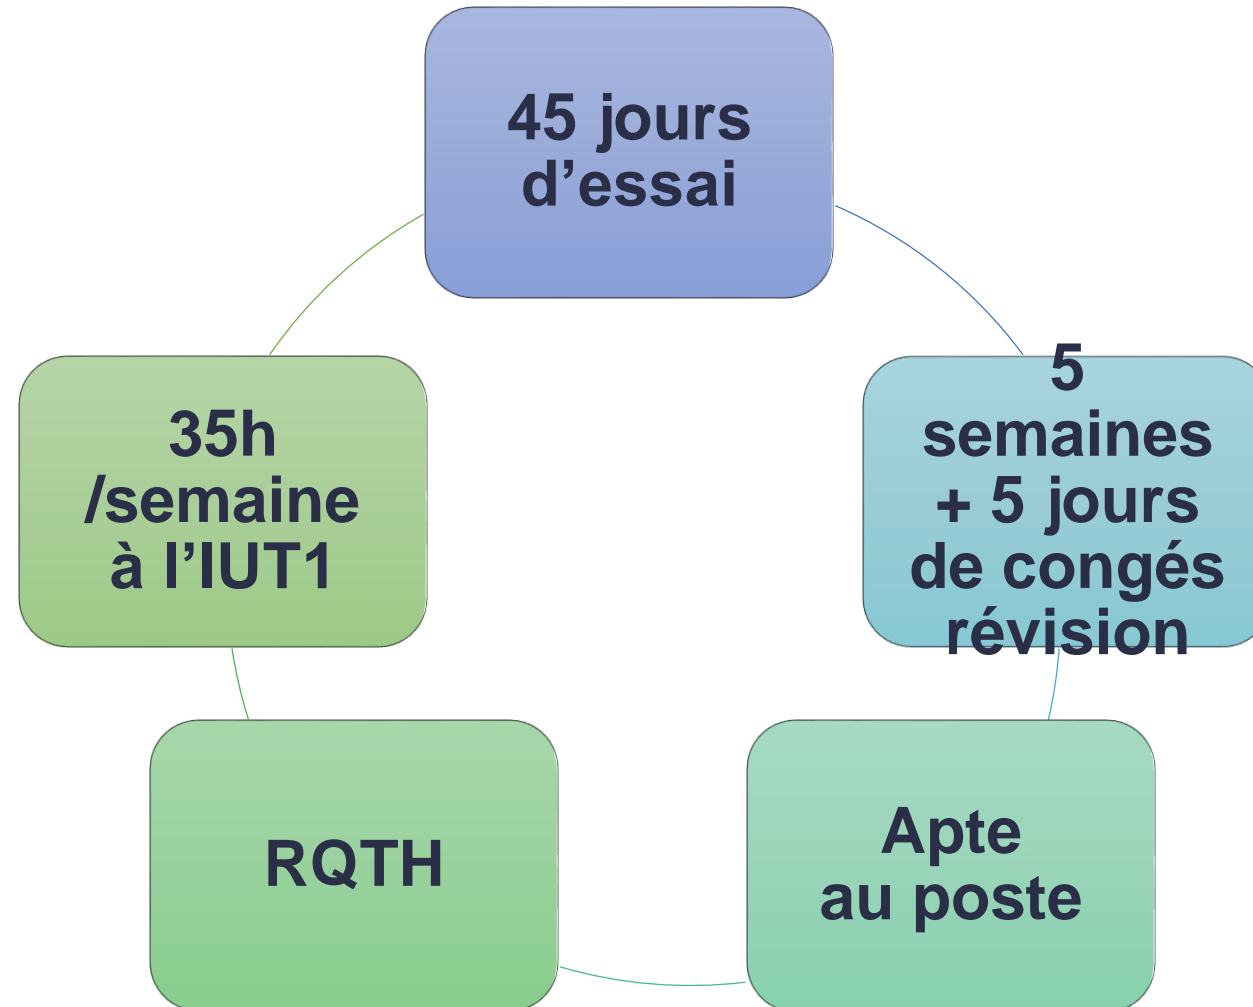 45 jours
d’essai
5
semaines
+ 5 jours
de congés
révision
Apte
au poste
RQTH
35h
/semaine
à l’IUT1